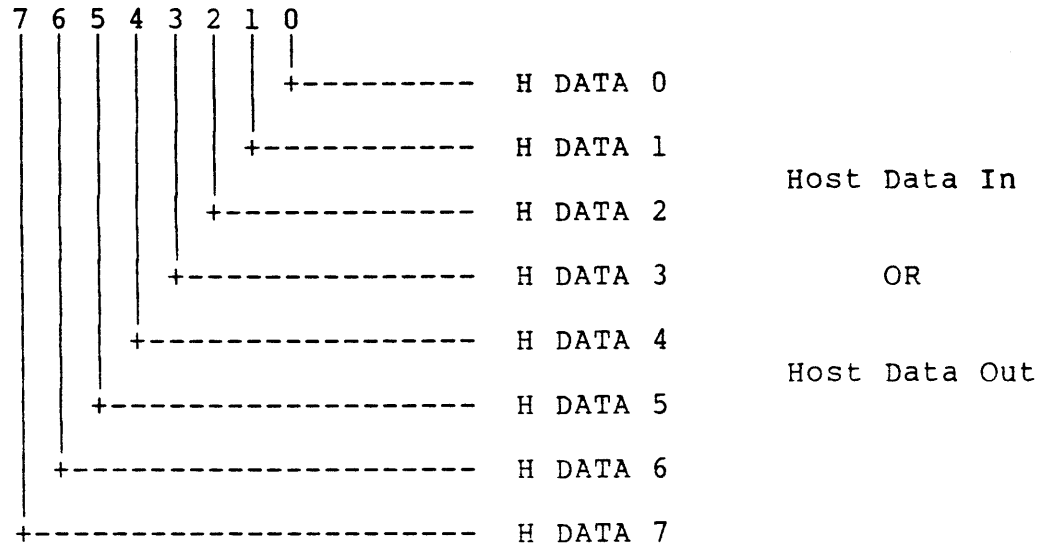 7 6 5 4 3 2 1 0
H DATA 0
H DATA 1
Host Data In
H DATA 2
H DATA 3 OR
H DATA 4
Host Data Out
H DATA 5
H DATA 6
H DATA 7